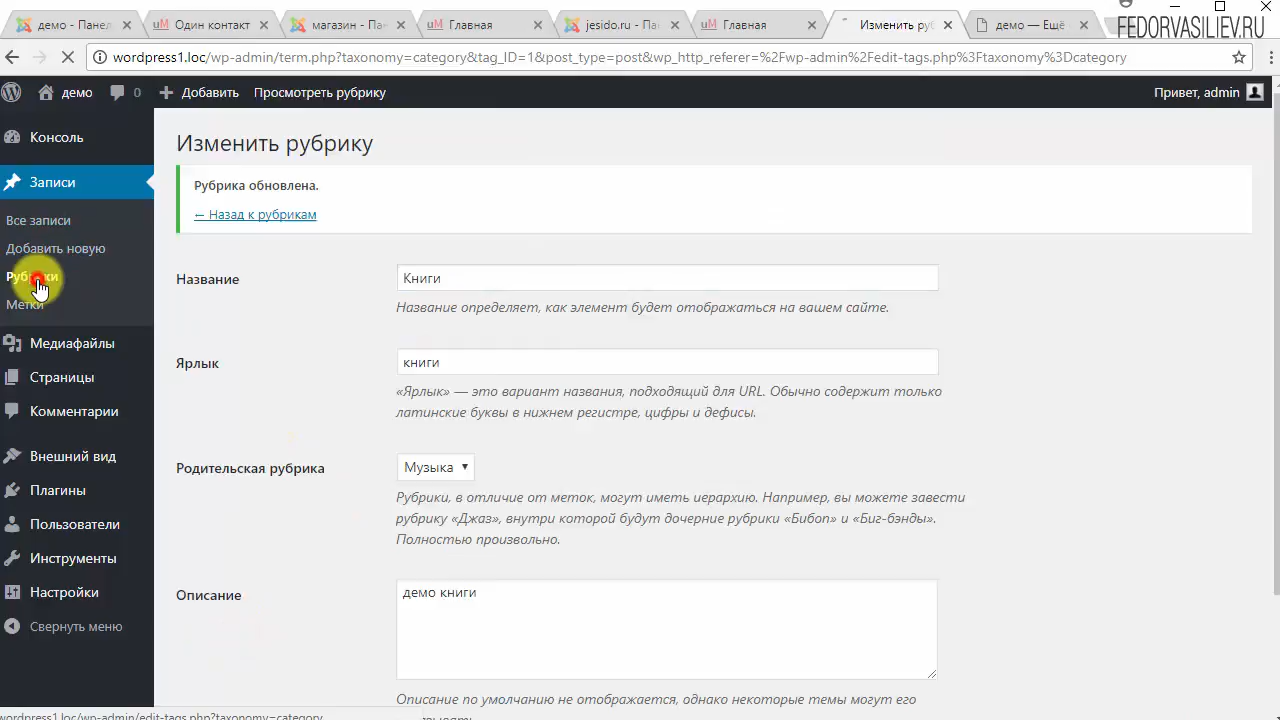 демо - Панел
Один контакт
магазин - Пан
Главная
jesido.ru - Па
Главная
Изменить руб
демо — Ещё
FEDORVASILIEV.RU
wordpress1.loc/wp-admin/term.php?taxonomy=category&tag_ID=1&post_type=post&wp_http_referer=%2Fwp-admin%2Fedit-tags.php%3Ftaxonomy%3Dcategory
демо
0
Добавить
Просмотреть рубрику
Привет, admin
Консоль
Записи
Все записи
Добавить новую
Рубрики
Метки
Медиафайлы
Страницы
Комментарии
Внешний вид
Плагины
Пользователи
Инструменты
Настройки
Свернуть меню
Изменить рубрику
Рубрика обновлена.
← Назад к рубрикам
Название
Книги
Название определяет, как элемент будет отображаться на вашем сайте.
Ярлык
книги
«Ярлык» — это вариант названия, подходящий для URL. Обычно содержит только
латинские буквы в нижнем регистре, цифры и дефисы.
Родительская рубрика
Музыка
Рубрики, в отличие от меток, могут иметь иерархию. Например, вы можете завести
рубрику «Джаз», внутри которой будут дочерние рубрики «Бибоп» и «Биг-бэнды».
Полностью произвольно.
Описание
демо книги
Описание по умолчанию не отображается, однако некоторые темы могут его
wordpress1.loc/wp-admin/edit-tags.php?taxonomy=category